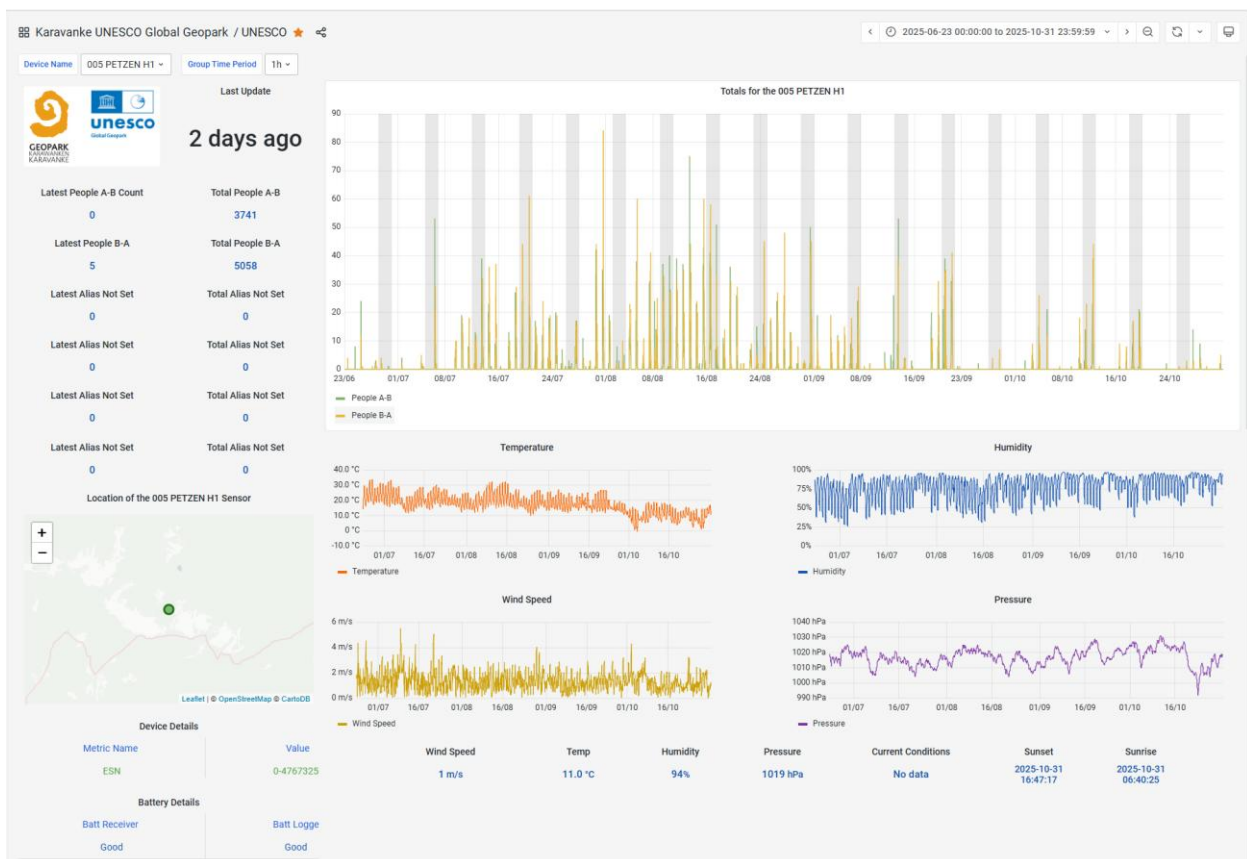 Karavanke UNESCO Global Geopark / UNESCO
2025-06-23 00:00:00 to 2025-10-31 23:59:59
Device Name 005 PETZEN H1 Group Time Period 1h
GEOPARK
KARAWANKEN
KARAVANKE
unesco
Global Geopark
Last Update
2 days ago
Latest People A-B Count Total People A-B
0 3741
Latest People B-A Total People B-A
5 5058
Latest Alias Not Set Total Alias Not Set
0 0
Latest Alias Not Set Total Alias Not Set
0 0
Latest Alias Not Set Total Alias Not Set
0 0
Latest Alias Not Set Total Alias Not Set
0 0
Location of the 005 PETZEN H1 Sensor
+
−
Leaflet | © OpenStreetMap © CartoDB
Device Details
Metric Name Value
ESN 0-4767325
Battery Details
Batt Receiver Batt Logge
Good Good
Totals for the 005 PETZEN H1
90
80
70
60
50
40
30
20
10
0
23/06 01/07 08/07 16/07 24/07 01/08 08/08 16/08 24/08 01/09 08/09 16/09 23/09 01/10 08/10 16/10 24/10
People A-B
People B-A
Temperature
40.0 °C
30.0 °C
20.0 °C
10.0 °C
0 °C
-10.0 °C
01/07 16/07 01/08 16/08 01/09 16/09 01/10 16/10
Temperature
Humidity
100%
75%
50%
25%
0%
01/07 16/07 01/08 16/08 01/09 16/09 01/10 16/10
Humidity
Wind Speed
6 m/s
4 m/s
2 m/s
0 m/s
01/07 16/07 01/08 16/08 01/09 16/09 01/10 16/10
Wind Speed
Pressure
1040 hPa
1030 hPa
1020 hPa
1010 hPa
1000 hPa
990 hPa
01/07 16/07 01/08 16/08 01/09 16/09 01/10 16/10
Pressure
Wind Speed Temp Humidity Pressure Current Conditions Sunset Sunrise
1 m/s 11.0 °C 94% 1019 hPa No data 2025-10-31 2025-10-31
16:47:17 06:40:25